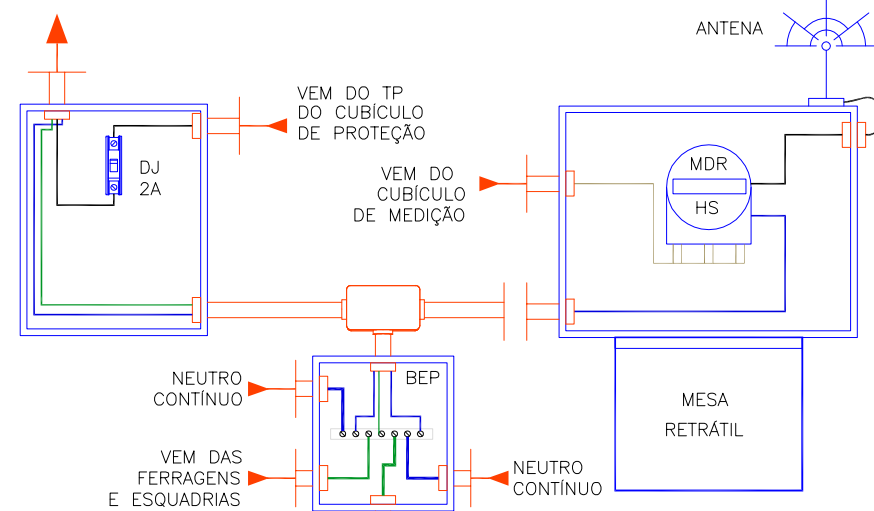 ANTENA
VEM DO TP
DO CUBÍCULO
DE PROTEÇÃO
DJ
2A
VEM DO
CUBÍCULO
DE MEDIÇÃO
MDR
HS
NEUTRO
CONTÍNUO
BEP
MESA
RETRÁTIL
VEM DAS
FERRAGENS
E ESQUADRIAS
NEUTRO
CONTÍNUO